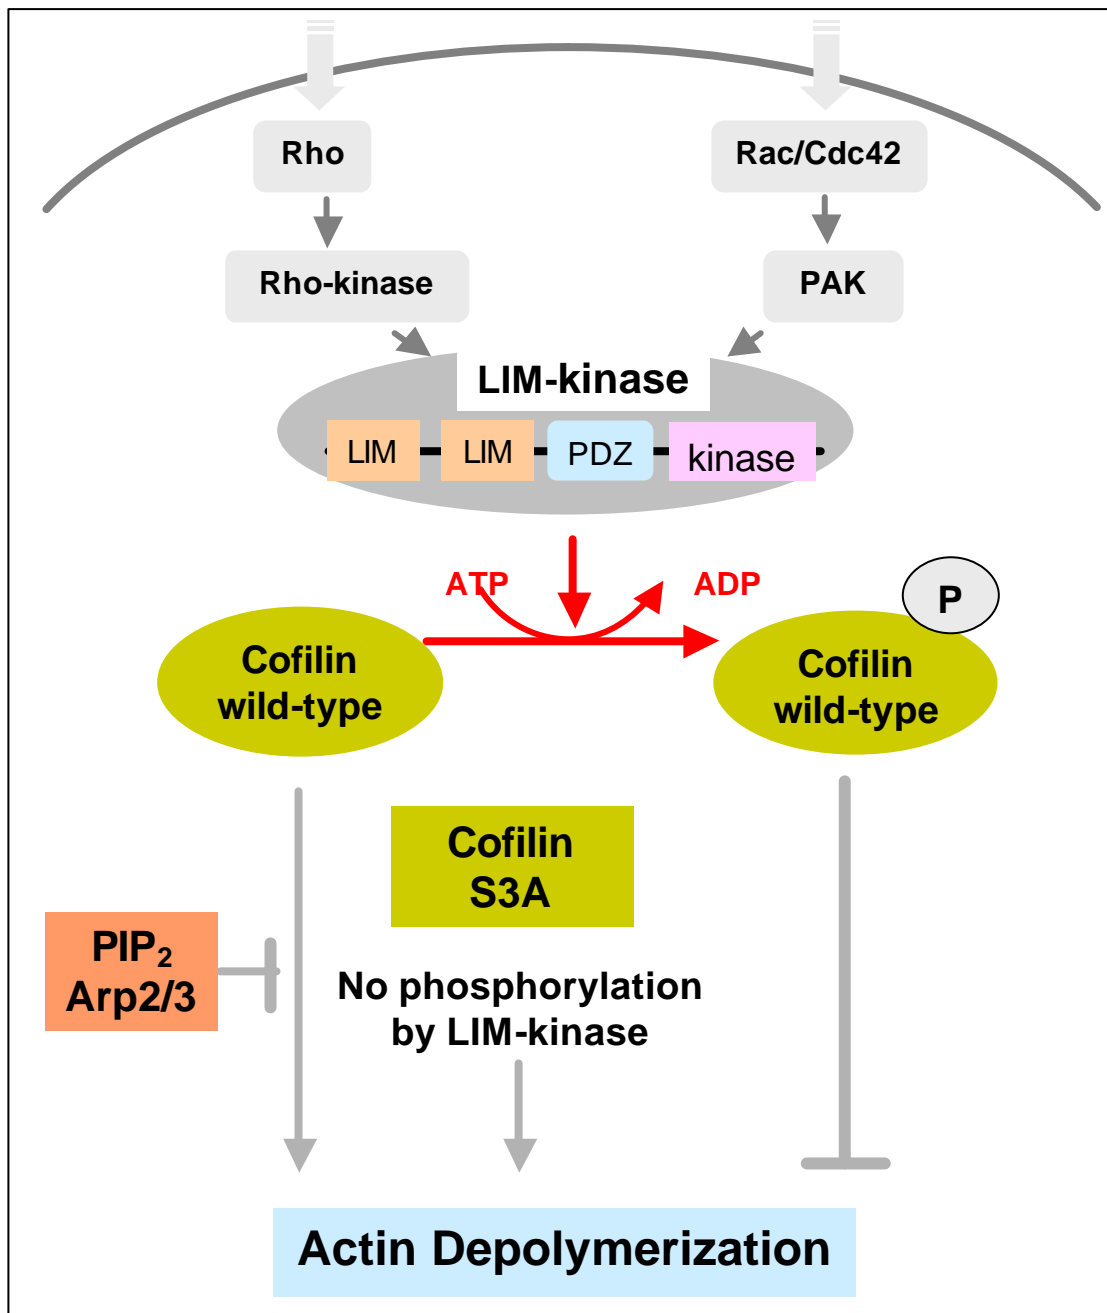 Rho
Rac/Cdc42
Rho-kinase
PAK
LIM-kinase
LIM
LIM
PDZ
kinase
ATP
ADP
P
Cofilin
wild-type
Cofilin
wild-type
Cofilin
S3A
PIP₂
Arp2/3
No phosphorylation
by LIM-kinase
Actin Depolymerization